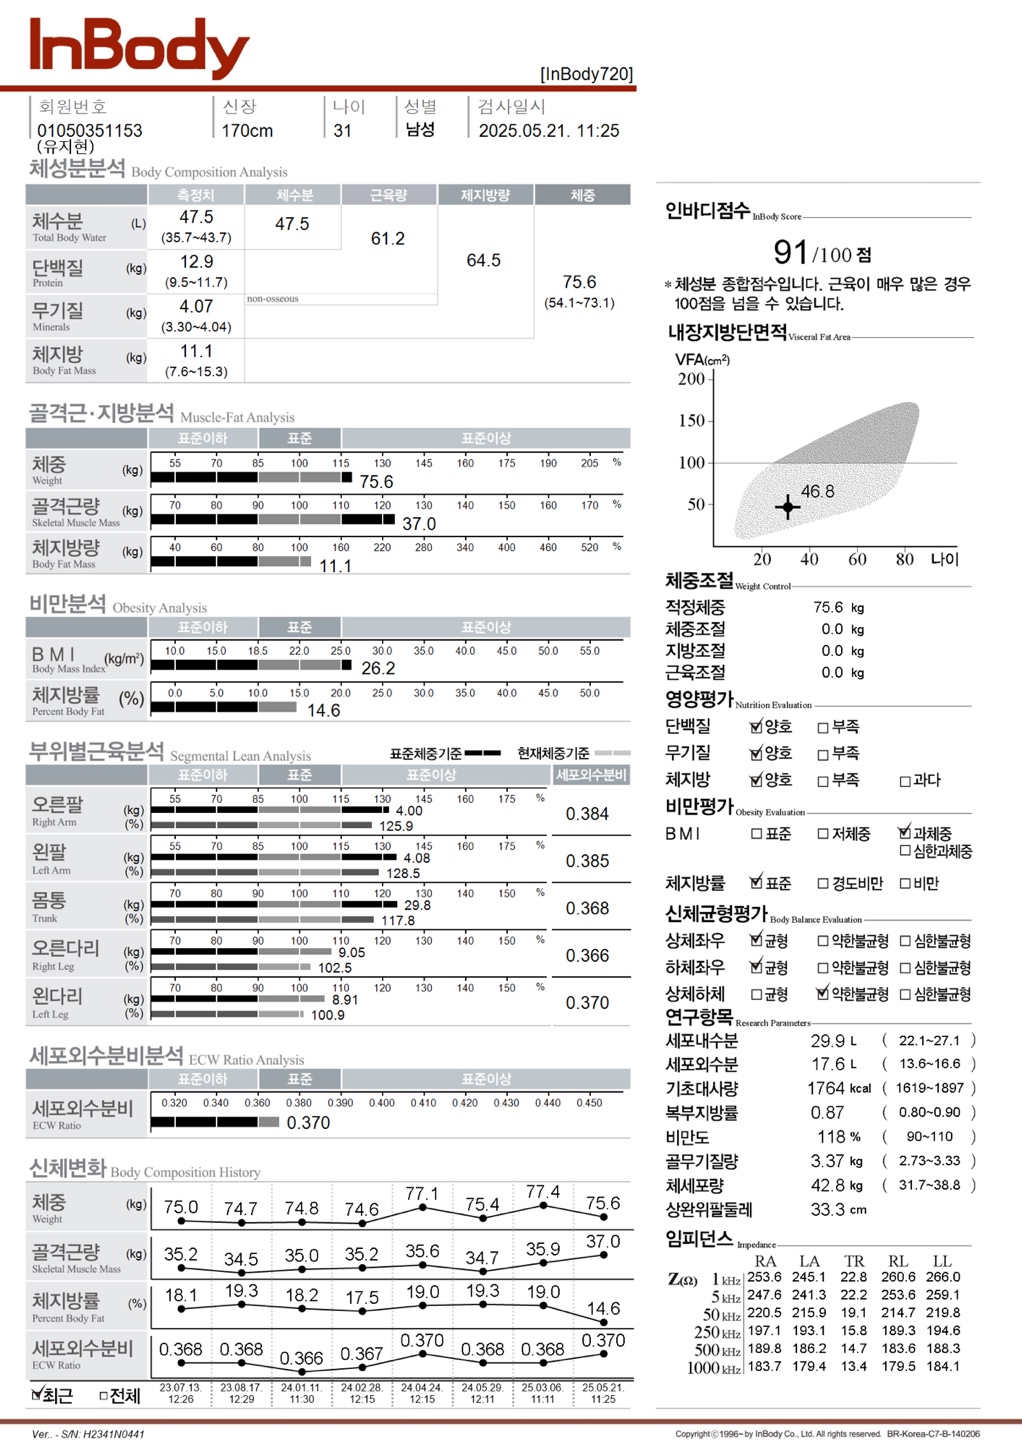 InBody
[InBody720]
회원번호 신장 나이 성별 검사일시
01050351153 170cm 31 남성 2025.05.21. 11:25
(유지현)
체성분분석 Body Composition Analysis
측정치 체수분 근육량 제지방량 체중
체수분 (L) 47.5 47.5 61.2 64.5 75.6
Total Body Water (35.7~43.7) (54.1~73.1)
단백질 (kg) 12.9
Protein (9.5~11.7)
non-osseous
무기질 (kg) 4.07
Minerals (3.30~4.04)
체지방 (kg) 11.1
Body Fat Mass (7.6~15.3)
골격근·지방분석 Muscle-Fat Analysis
표준이하 표준 표준이상
체중 (kg) 55 70 85 100 115 130 145 160 175 190 205 %
Weight 75.6
골격근량 (kg) 70 80 90 100 110 120 130 140 150 160 170 %
Skeletal Muscle Mass 37.0
체지방량 (kg) 40 60 80 100 160 220 280 340 400 460 520 %
Body Fat Mass 11.1
비만분석 Obesity Analysis
표준이하 표준 표준이상
BMI (kg/m²) 10.0 15.0 18.5 22.0 25.0 30.0 35.0 40.0 45.0 50.0 55.0
Body Mass Index 26.2
체지방률 (%) 0.0 5.0 10.0 15.0 20.0 25.0 30.0 35.0 40.0 45.0 50.0
Percent Body Fat 14.6
부위별근육분석 Segmental Lean Analysis 표준체중기준 현재체중기준
표준이하 표준 표준이상 세포외수분비
오른팔 (kg) 55 70 85 100 115 130 145 160 175 %
4.00 0.384
Right Arm (%) 125.9
왼팔 (kg) 55 70 85 100 115 130 145 160 175 %
4.08 0.385
Left Arm (%) 128.5
몸통 (kg) 70 80 90 100 110 120 130 140 150 %
29.8 0.368
Trunk (%) 117.8
오른다리 (kg) 70 80 90 100 110 120 130 140 150 %
9.05 0.366
Right Leg (%) 102.5
왼다리 (kg) 70 80 90 100 110 120 130 140 150 %
8.91 0.370
Left Leg (%) 100.9
세포외수분비분석 ECW Ratio Analysis
표준이하 표준 표준이상
세포외수분비 0.320 0.340 0.360 0.380 0.390 0.400 0.410 0.420 0.430 0.440 0.450
ECW Ratio 0.370
신체변화 Body Composition History
체중 (kg) 75.0 74.7 74.8 74.6 77.1 75.4 77.4 75.6
Weight
골격근량 (kg) 35.2 34.5 35.0 35.2 35.6 34.7 35.9 37.0
Skeletal Muscle Mass
체지방률 (%) 18.1 19.3 18.2 17.5 19.0 19.3 19.0 14.6
Percent Body Fat
세포외수분비 0.368 0.368 0.366 0.367 0.370 0.368 0.368 0.370
ECW Ratio
최근 전체 23.07.13. 23.08.17. 24.01.11. 24.02.28. 24.04.24. 24.05.29. 25.03.06. 25.05.21.
12:26 12:29 11:30 12:15 12:15 12:11 11:11 11:25
인바디점수 InBody Score
91/100 점
* 체성분 종합점수입니다. 근육이 매우 많은 경우
100점을 넘을 수 있습니다.
내장지방단면적 Visceral Fat Area
VFA(cm²)
200
150
100
50
46.8
20 40 60 80 나이
체중조절 Weight Control
적정체중 75.6 kg
체중조절 0.0 kg
지방조절 0.0 kg
근육조절 0.0 kg
영양평가 Nutrition Evaluation
단백질 양호 부족
무기질 양호 부족
체지방 양호 부족 과다
비만평가 Obesity Evaluation
BMI 표준 저체중 과체중
심한과체중
체지방률 표준 경도비만 비만
신체균형평가 Body Balance Evaluation
상체좌우 균형 약한불균형 심한불균형
하체좌우 균형 약한불균형 심한불균형
상체하체 균형 약한불균형 심한불균형
연구항목 Research Parameters
세포내수분 29.9 L ( 22.1~27.1 )
세포외수분 17.6 L ( 13.6~16.6 )
기초대사량 1764 kcal ( 1619~1897 )
복부지방률 0.87 ( 0.80~0.90 )
비만도 118 % ( 90~110 )
골무기질량 3.37 kg ( 2.73~3.33 )
체세포량 42.8 kg ( 31.7~38.8 )
상완위팔둘레 33.3 cm
임피던스 Impedance
RA LA TR RL LL
Z(Ω) 1 kHz 253.6 245.1 22.8 260.6 266.0
5 kHz 247.6 241.3 22.2 253.6 259.1
50 kHz 220.5 215.9 19.1 214.7 219.8
250 kHz 197.1 193.1 15.8 189.3 194.6
500 kHz 189.8 186.2 14.7 183.6 188.3
1000 kHz 183.7 179.4 13.4 179.5 184.1
Ver.. - S/N: H2341N0441
Copyright ⓒ1996~ by InBody Co., Ltd. All rights reserved. BR-Korea-C7-B-140206